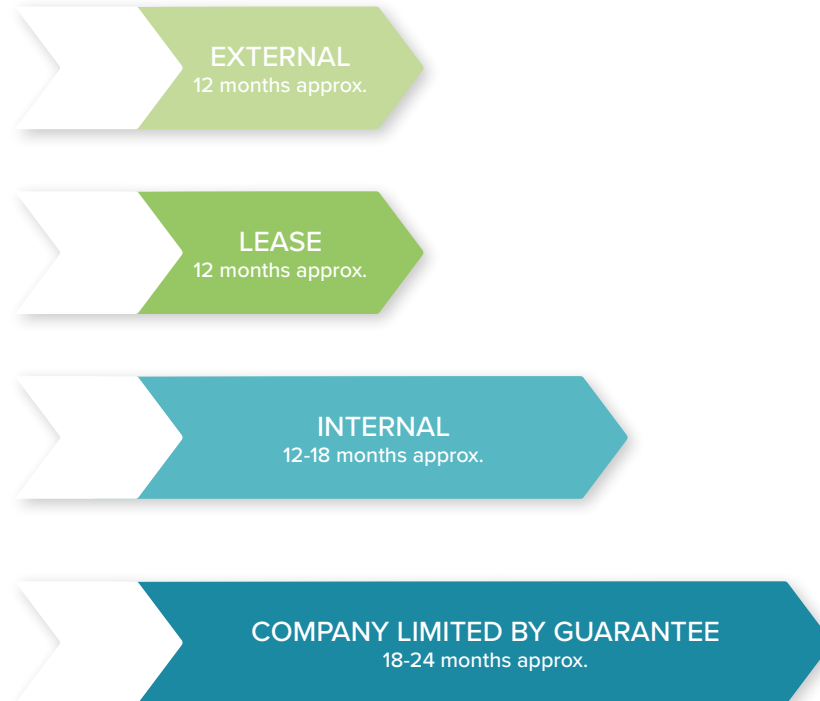 EXTERNAL
12 months approx.
LEASE
12 months approx.
INTERNAL
12-18 months approx.
COMPANY LIMITED BY GUARANTEE
18-24 months approx.